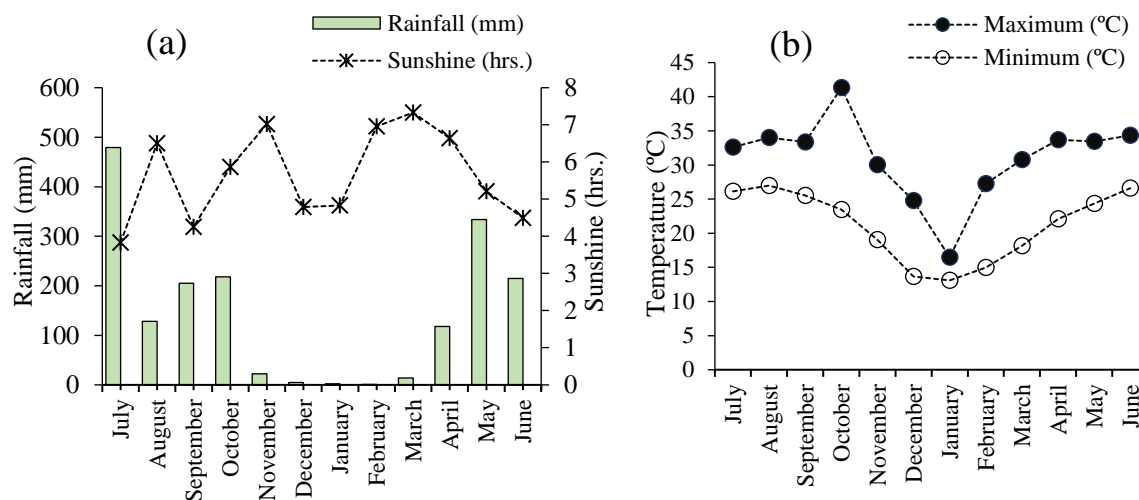 (a)
Rainfall (mm)
Sunshine (hrs.)
Rainfall (mm)
600
500
400
300
200
100
0
Sunshine (hrs.)
8
7
6
5
4
3
2
1
0
July
August
September
October
November
December
January
February
March
April
May
June
(b)
Maximum (ºC)
Minimum (ºC)
Temperature (ºC)
45
40
35
30
25
20
15
10
5
0
July
August
September
October
November
December
January
February
March
April
May
June